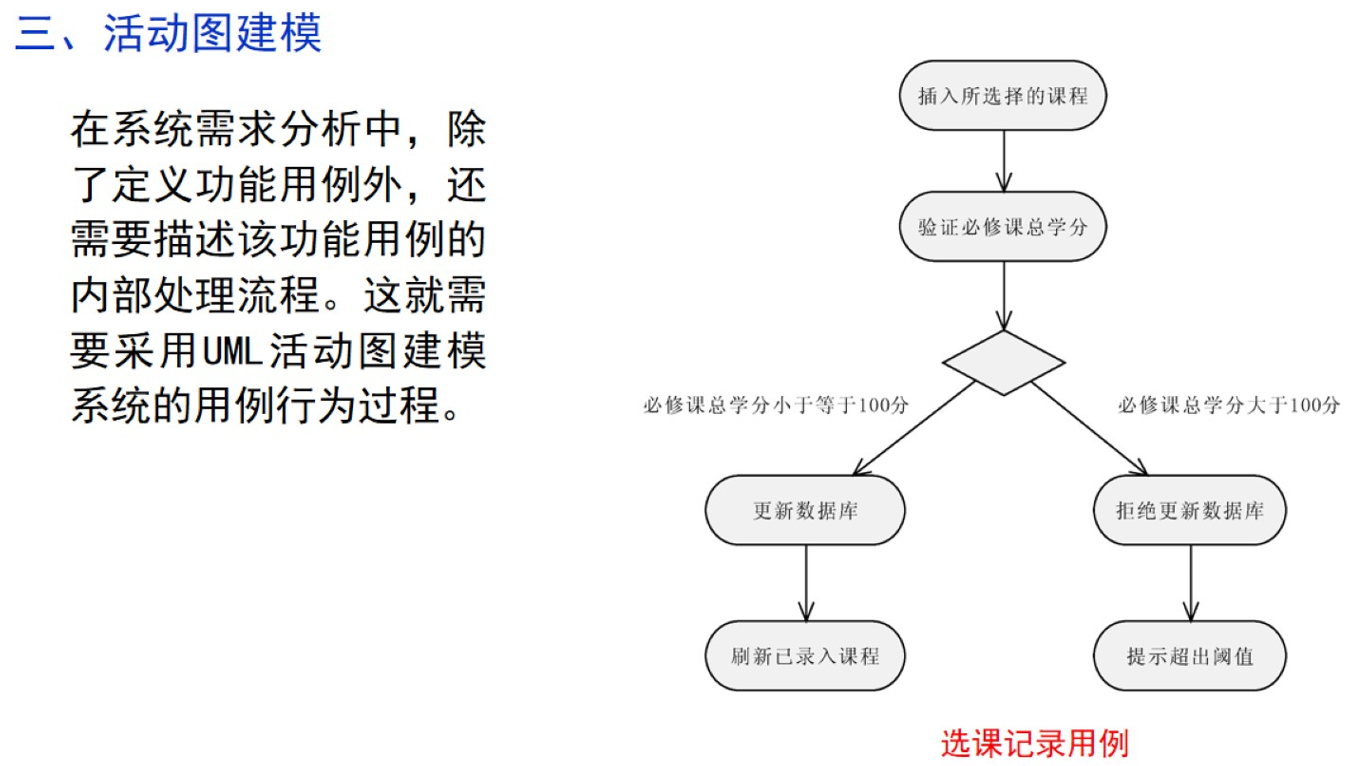 三、活动图建模
在系统需求分析中，除
了定义功能用例外，还
需要描述该功能用例的
内部处理流程。这就需
要采用UML活动图建模
系统的用例行为过程。
插入所选择的课程
验证必修课总学分
必修课总学分小于等于100分
必修课总学分大于100分
更新数据库
拒绝更新数据库
刷新已录入课程
提示超出阈值
选课记录用例